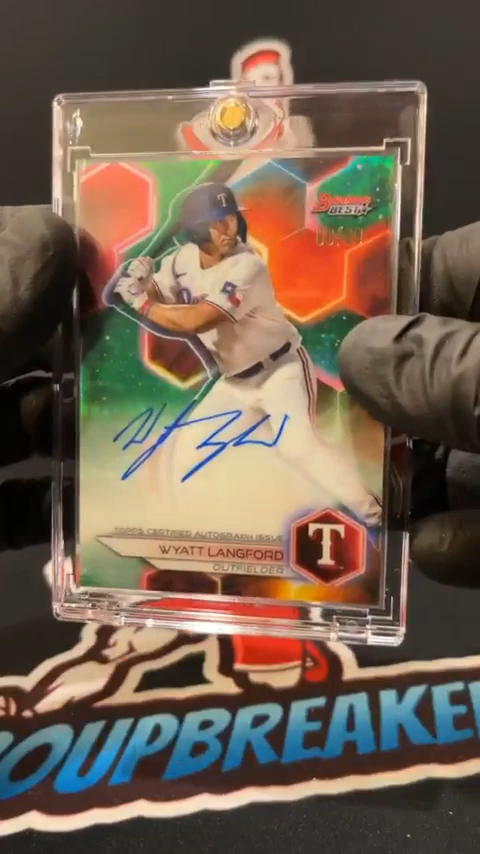 T
BOWMAN'S
BEST
TOPPS CERTIFIED AUTOGRAPH ISSUE
WYATT LANGFORD
OUTFIELDER
T
OUPBREAKE